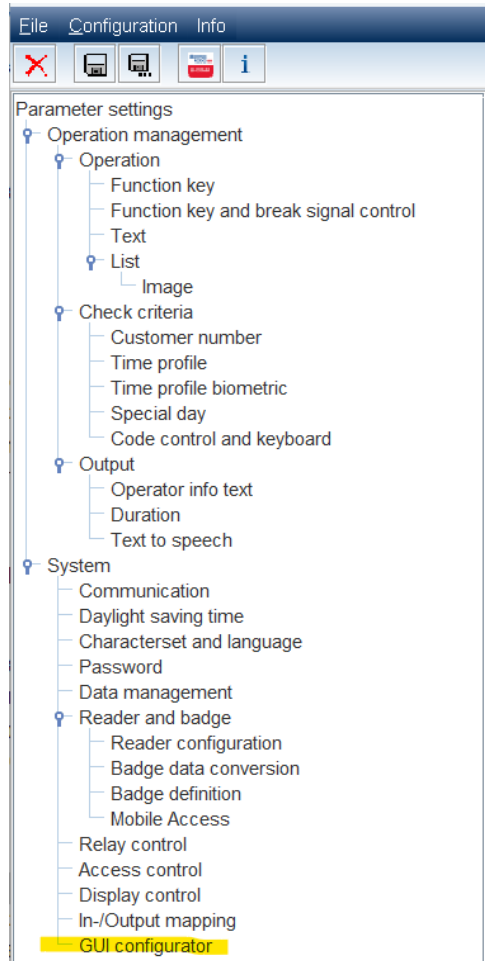 File Configuration Info
i
Parameter settings
Operation management
Operation
Function key
Function key and break signal control
Text
List
Image
Check criteria
Customer number
Time profile
Time profile biometric
Special day
Code control and keyboard
Output
Operator info text
Duration
Text to speech
System
Communication
Daylight saving time
Characterset and language
Password
Data management
Reader and badge
Reader configuration
Badge data conversion
Badge definition
Mobile Access
Relay control
Access control
Display control
In-/Output mapping
GUI configurator